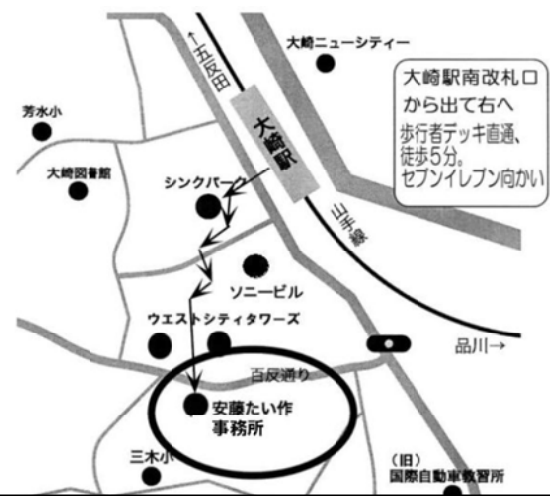 ←五反田
大崎ニューシティー
大崎駅南改札口
から出て右へ
歩行者デッキ直通、
徒歩5分。
セブンイレブン向かい
芳水小
大崎駅
大崎図書館
シンクパーク
山手線
ソニービル
ウエストシティタワーズ
品川→
百反通り
安藤たい作
事務所
三木小
（旧）
国際自動車教習所